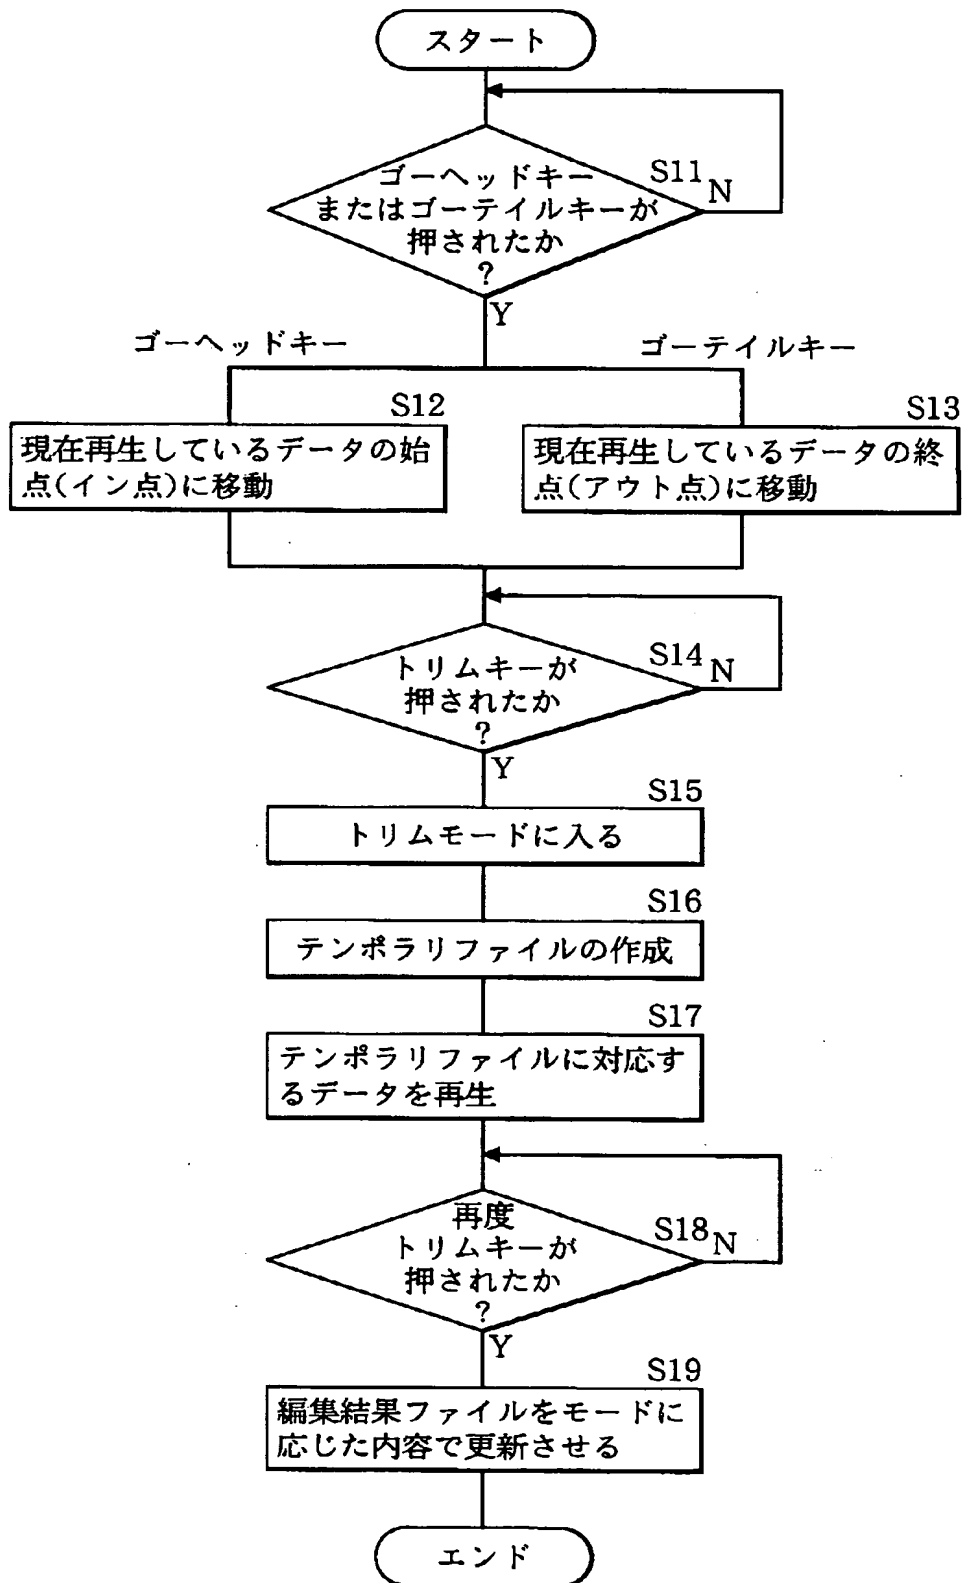 スタート
ゴーヘッドキー
またはゴーテイルキーが
押されたか
?
S11
N
Y
ゴーヘッドキー
ゴーテイルキー
S12
現在再生しているデータの始
点(イン点)に移動
S13
現在再生しているデータの終
点(アウト点)に移動
トリムキーが
押されたか
?
S14
N
Y
S15
トリムモードに入る
S16
テンポラリファイルの作成
S17
テンポラリファイルに対応す
るデータを再生
再度
トリムキーが
押されたか
?
S18
N
Y
S19
編集結果ファイルをモードに
応じた内容で更新させる
エンド